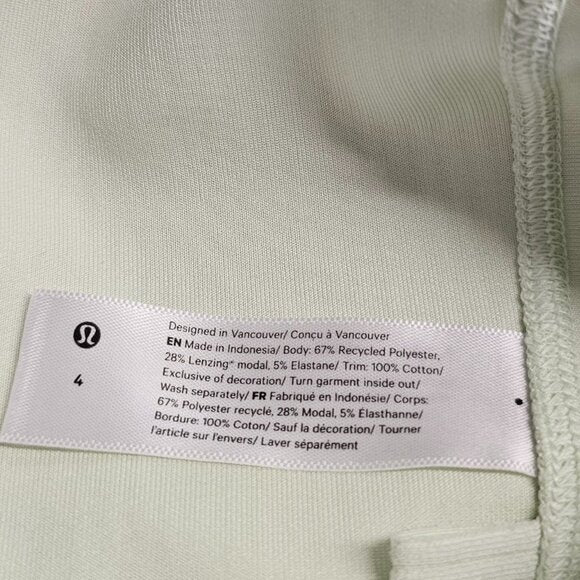 Designed in Vancouver/ Conçu à Vancouver
EN Made in Indonesia/ Body: 67% Recycled Polyester,
28% Lenzing™ modal, 5% Elastane/ Trim: 100% Cotton/
Exclusive of decoration/ Turn garment inside out/
Wash separately/ FR Fabriqué en Indonésie/ Corps:
67% Polyester recyclé, 28% Modal, 5% Élasthanne/
Bordure: 100% Coton/ Sauf la décoration/ Tourner
l'article sur l'envers/ Laver séparément
4